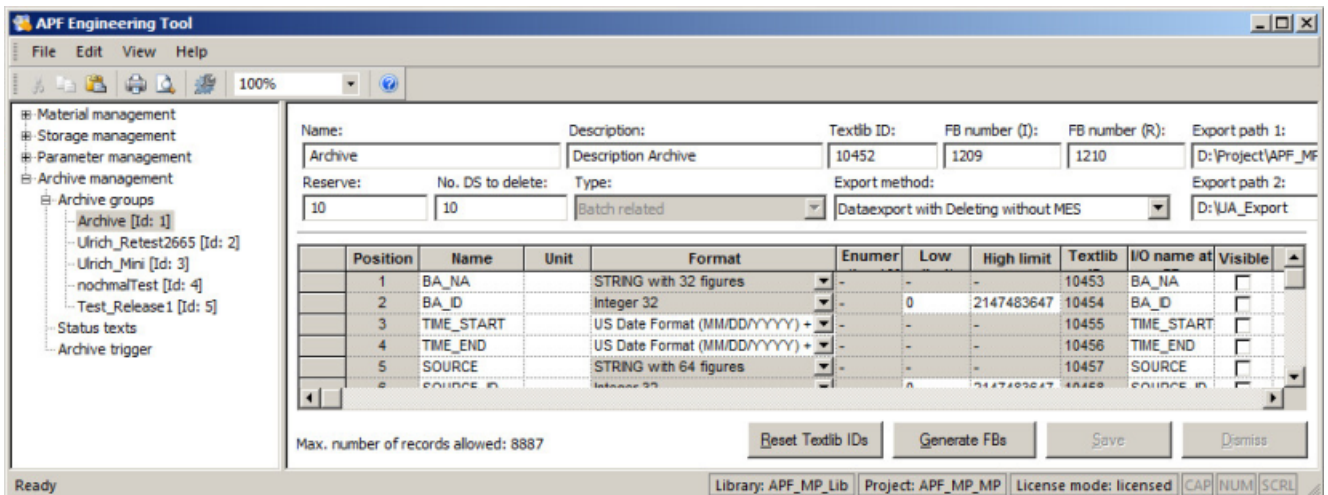 APF Engineering Tool
File Edit View Help
100%
Material management
Storage management
Parameter management
Archive management
Archive groups
Archive [Id: 1]
Ulrich_Retest2665 [Id: 2]
Ulrich_Mini [Id: 3]
nochmalTest [Id: 4]
Test_Release1 [Id: 5]
Status texts
Archive trigger
Name: Description: Textlib ID: FB number (I): FB number (R): Export path 1:
Archive Description Archive 10452 1209 1210 D:\Project\APF_MP
Reserve: No. DS to delete: Type: Export method: Export path 2:
10 10 Batch related Dataexport with Deleting without MES D:\UA_Export
Position Name Unit Format Enumer Low High limit Textlib I/O name at Visible
1 BA_NA STRING with 32 figures - - - 10453 BA_NA
2 BA_ID Integer 32 - 0 2147483647 10454 BA_ID
3 TIME_START US Date Format (MM/DD/YYYY) + - - - 10455 TIME_START
4 TIME_END US Date Format (MM/DD/YYYY) + - - - 10456 TIME_END
5 SOURCE STRING with 64 figures - - - 10457 SOURCE
6 SOURCE_ID Integer 32 - 0 2147483647 10458 SOURCE_ID
Max. number of records allowed: 8887 Reset Textlib IDs Generate FBs Save Dismiss
Ready Library: APF_MP_Lib Project: APF_MP_MP License mode: licensed CAP NUM SCRL